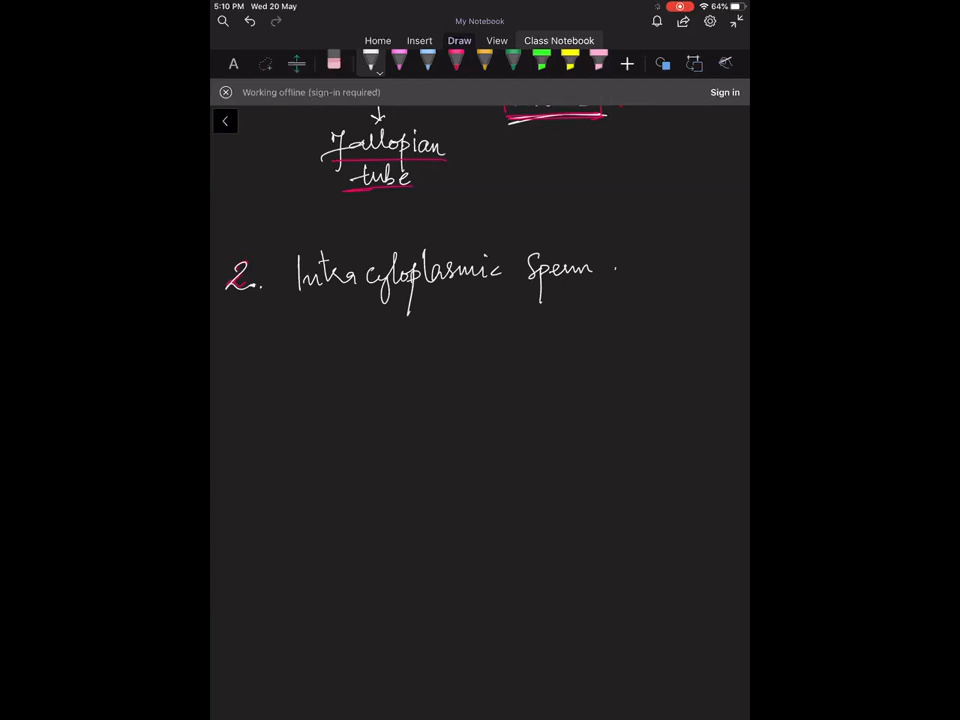 5:10 PM Wed 20 May
64%
My Notebook
Home Insert Draw View Class Notebook
A
Working offline (sign-in required)
Sign in
Fallopian
tube
2. Intracytoplasmic Sperm